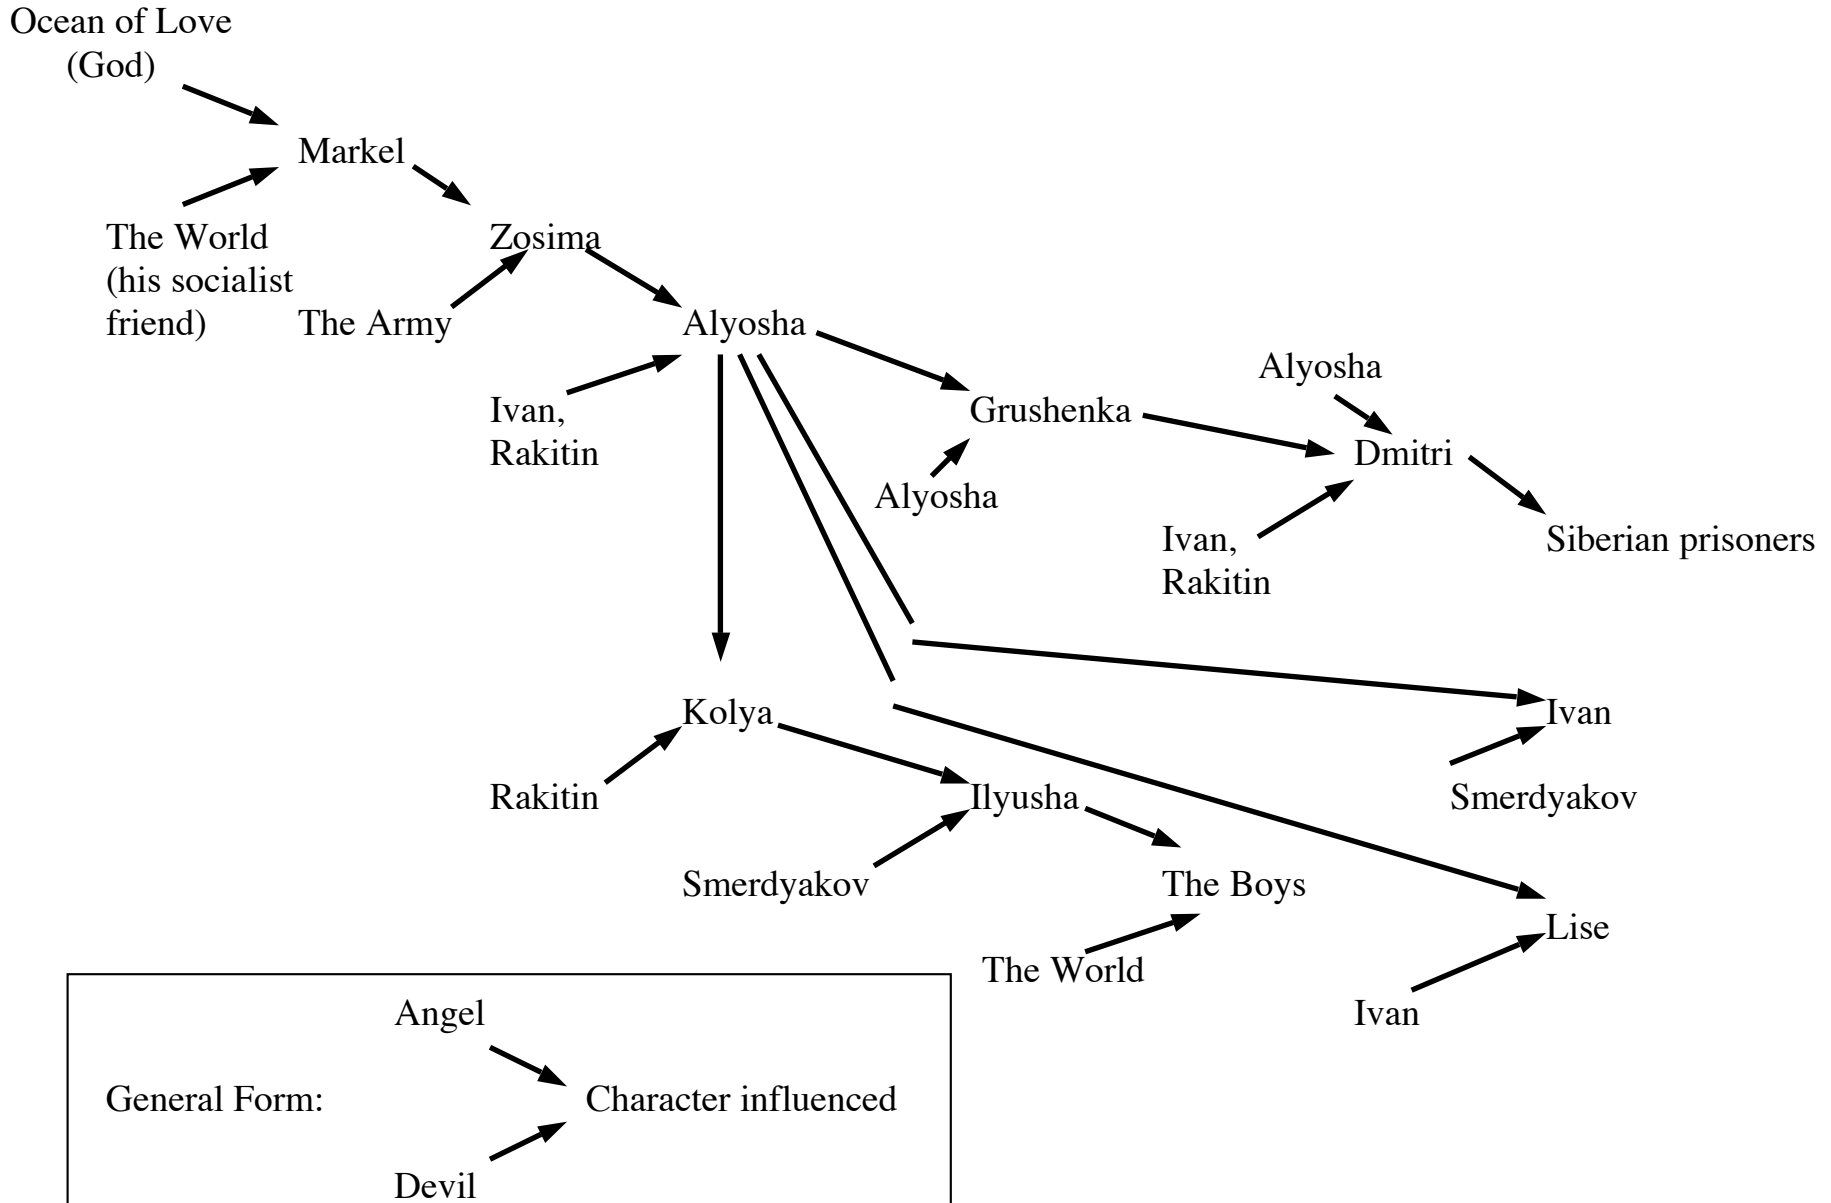 Ocean of Love
(God)
Markel
The World
(his socialist
friend)
Zosima
The Army
Alyosha
Ivan,
Rakitin
Grushenka
Alyosha
Alyosha
Dmitri
Ivan,
Rakitin
Siberian prisoners
Kolya
Rakitin
Ivan
Smerdyakov
Ilyusha
Smerdyakov
The Boys
The World
Lise
Ivan
Angel
General Form:
Character influenced
Devil